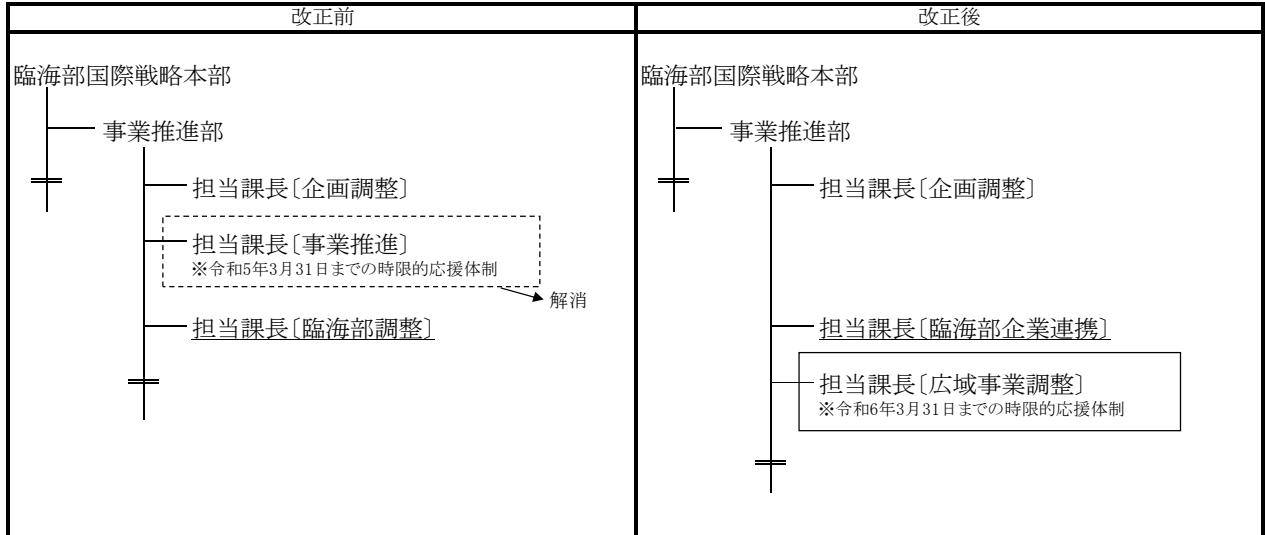 改正前
臨海部国際戦略本部
事業推進部
担当課長〔企画調整〕
担当課長〔事業推進〕
※令和5年3月31日までの時限的応援体制
解消
担当課長〔臨海部調整〕
改正後
臨海部国際戦略本部
事業推進部
担当課長〔企画調整〕
担当課長〔臨海部企業連携〕
担当課長〔広域事業調整〕
※令和6年3月31日までの時限的応援体制